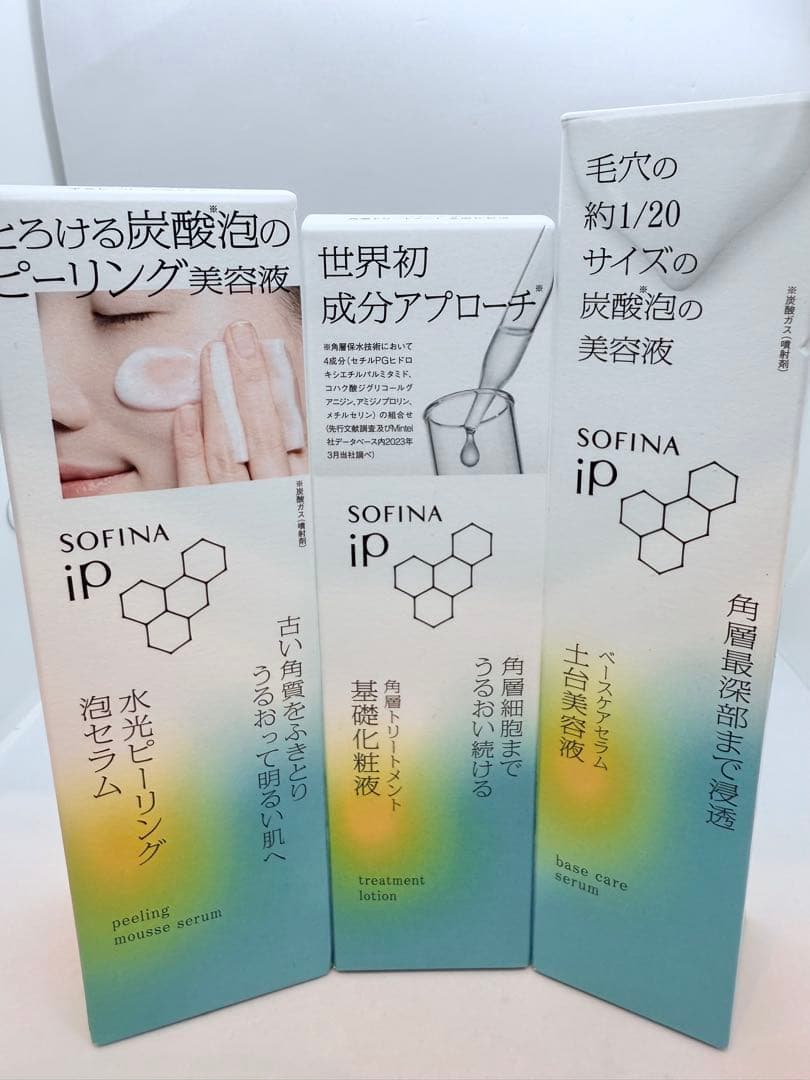 とろける炭酸※泡の
ピーリング美容液
※炭酸ガス(噴射剤)
SOFINA
iP
古い角質をふきとり
うるおって明るい肌へ
水光ピーリング
泡セラム
peeling
mousse serum
世界初
成分アプローチ※
※角層保水技術において
4成分(セチルPGヒドロ
キシエチルパルミタミド、
コハク酸ジグリコールグ
アニジン、アミジノプロリン、
メチルセリン)の組合せ
(先行文献調査及びMintel
社データベース内2023年
3月当社調べ)
SOFINA
iP
角層細胞まで
うるおい続ける
角層トリートメント
基礎化粧液
treatment
lotion
毛穴の
約1/20
サイズの
炭酸※泡の
美容液
※炭酸ガス(噴射剤)
SOFINA
iP
角層最深部まで浸透
ベースケアセラム
土台美容液
base care
serum